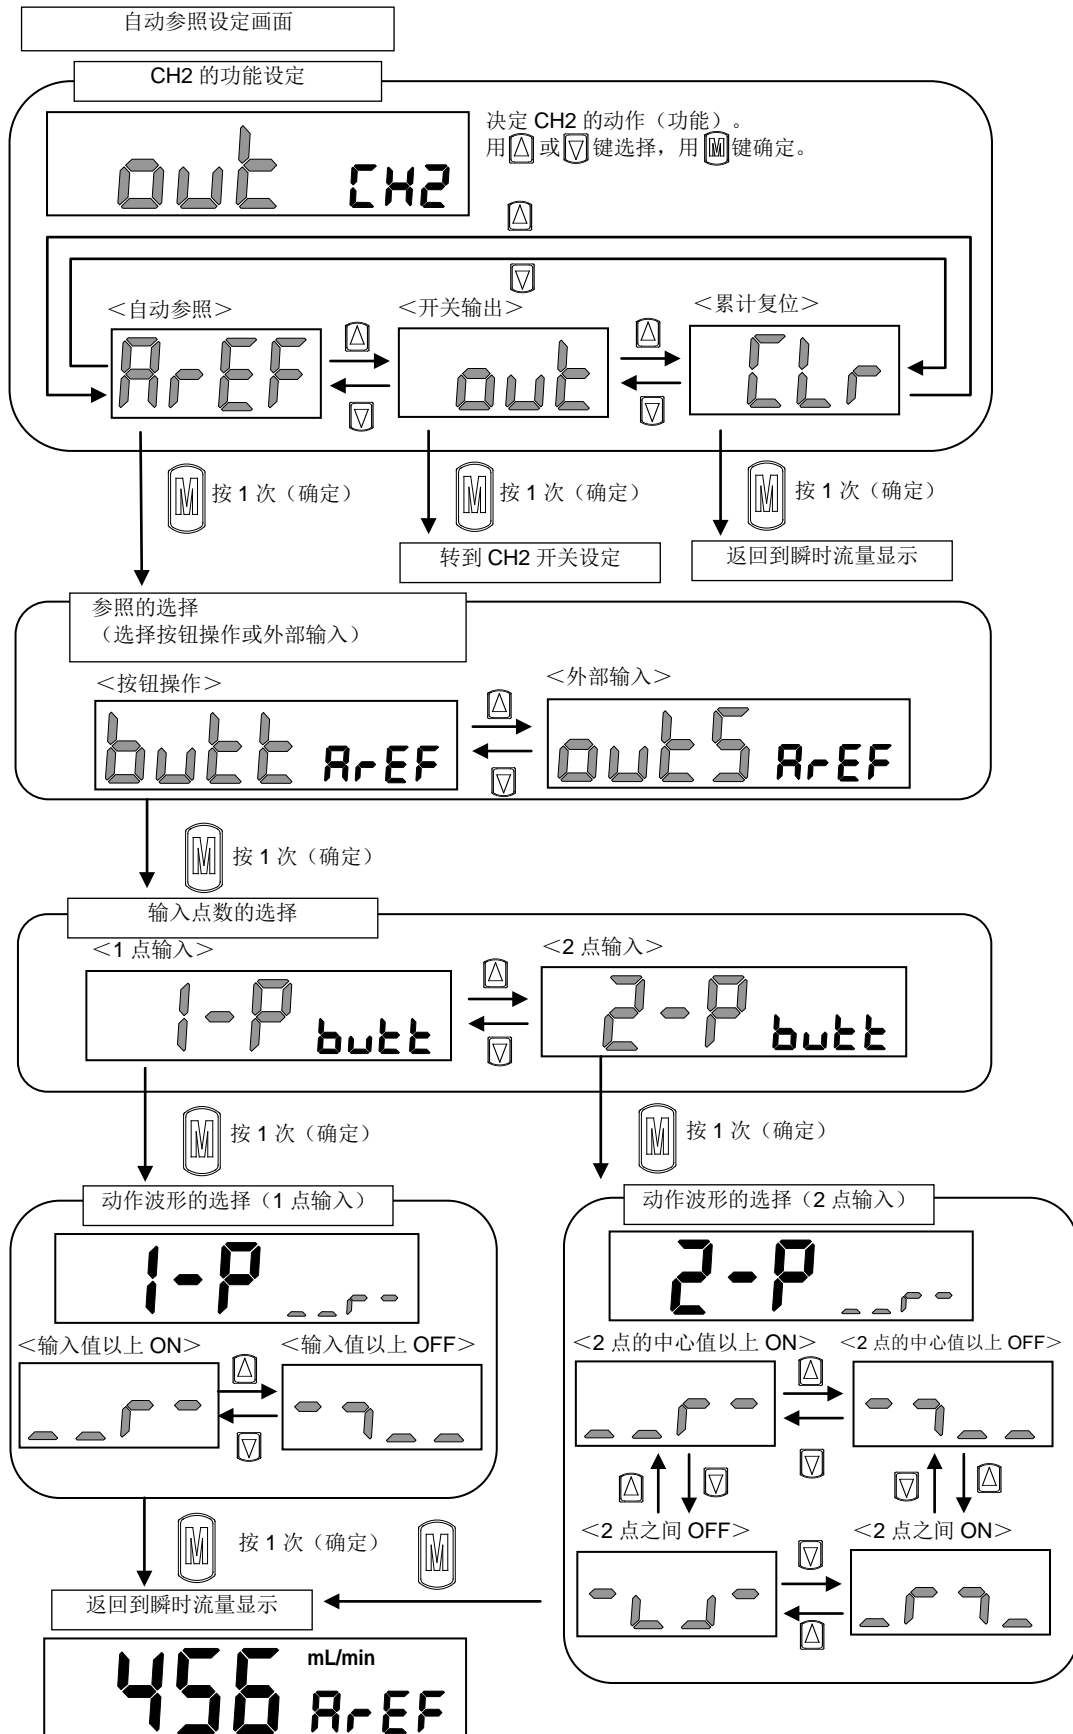 自动参照设定画面
CH2 的功能设定
决定 CH2 的动作（功能）。
用△或▽键选择，用M键确定。
out CH2
△
▽
＜自动参照＞
＜开关输出＞
＜累计复位＞
ArEF
△
▽
out
△
▽
CLr
M 按 1 次（确定）
M 按 1 次（确定）
M 按 1 次（确定）
转到 CH2 开关设定
返回到瞬时流量显示
参照的选择
（选择按钮操作或外部输入）
＜按钮操作＞
＜外部输入＞
butt ArEF
△
▽
outS ArEF
M 按 1 次（确定）
输入点数的选择
＜1 点输入＞
＜2 点输入＞
1-P butt
△
▽
2-P butt
M 按 1 次（确定）
M 按 1 次（确定）
动作波形的选择（1 点输入）
1-P
＜输入值以上 ON＞
＜输入值以上 OFF＞
△
▽
动作波形的选择（2 点输入）
2-P
＜2 点的中心值以上 ON＞
＜2 点的中心值以上 OFF＞
△
▽
△
▽
▽
△
＜2 点之间 OFF＞
＜2 点之间 ON＞
▽
△
M 按 1 次（确定）
M
返回到瞬时流量显示
456 mL/min
ArEF